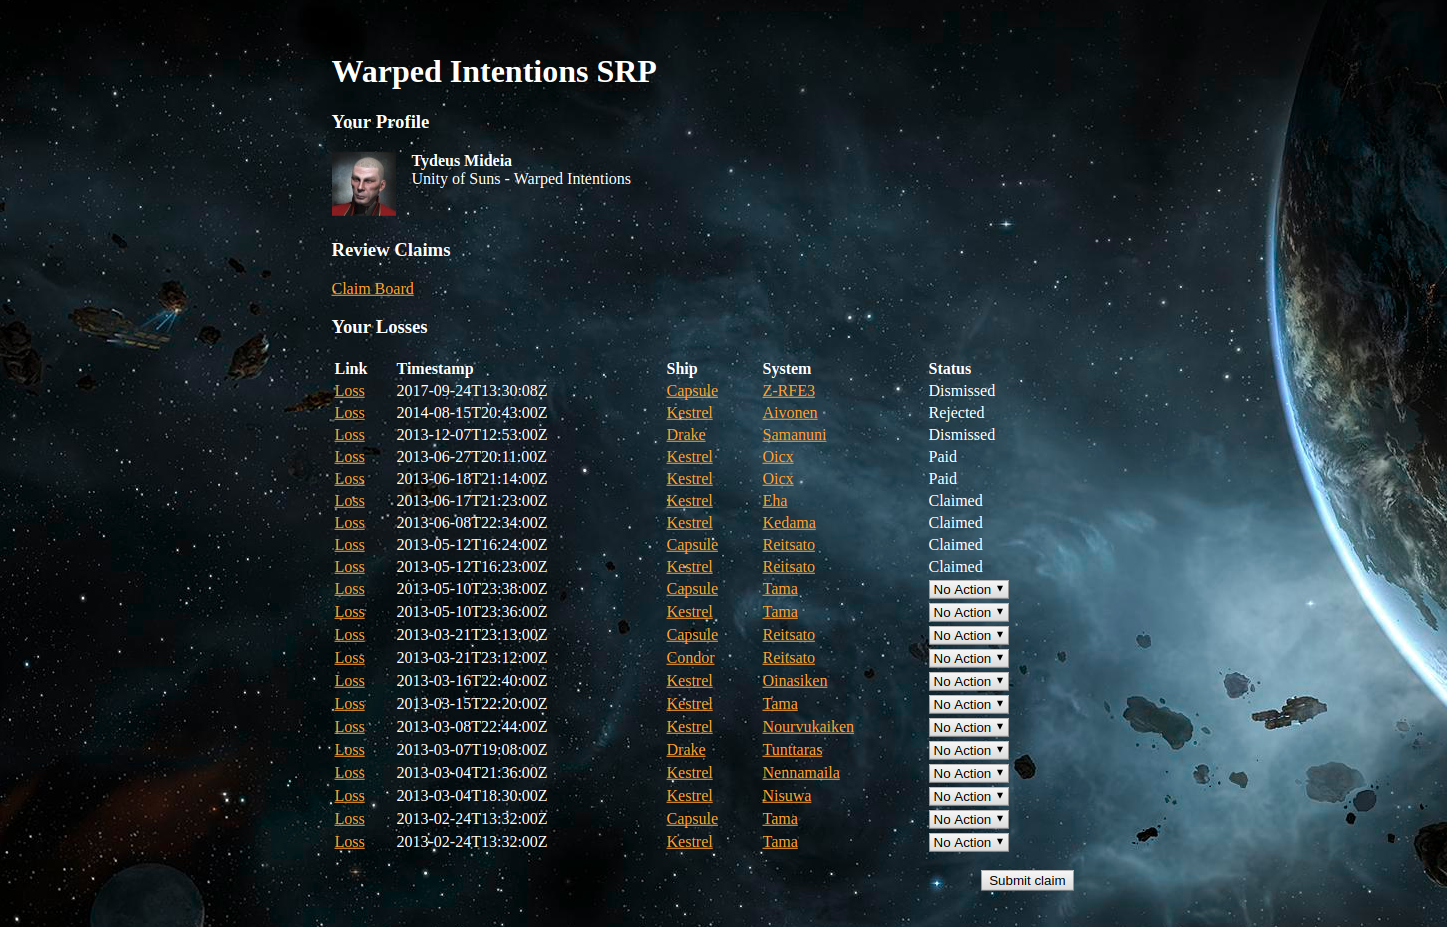 Warped Intentions SRP
Your Profile
Tydeus Mideia
Unity of Suns - Warped Intentions
Review Claims
Claim Board
Your Losses
Link Timestamp Ship System Status
Loss 2017-09-24T13:30:08Z Capsule Z-RFE3 Dismissed
Loss 2014-08-15T20:43:00Z Kestrel Aivonen Rejected
Loss 2013-12-07T12:53:00Z Drake Samanuni Dismissed
Loss 2013-06-27T20:11:00Z Kestrel Oicx Paid
Loss 2013-06-18T21:14:00Z Kestrel Oicx Paid
Loss 2013-06-17T21:23:00Z Kestrel Eha Claimed
Loss 2013-06-08T22:34:00Z Kestrel Kedama Claimed
Loss 2013-05-12T16:24:00Z Capsule Reitsato Claimed
Loss 2013-05-12T16:23:00Z Kestrel Reitsato Claimed
Loss 2013-05-10T23:38:00Z Capsule Tama No Action
Loss 2013-05-10T23:36:00Z Kestrel Tama No Action
Loss 2013-03-21T23:13:00Z Capsule Reitsato No Action
Loss 2013-03-21T23:12:00Z Condor Reitsato No Action
Loss 2013-03-16T22:40:00Z Kestrel Oinasiken No Action
Loss 2013-03-15T22:20:00Z Kestrel Tama No Action
Loss 2013-03-08T22:44:00Z Kestrel Nourvukaiken No Action
Loss 2013-03-07T19:08:00Z Drake Tunttaras No Action
Loss 2013-03-04T21:36:00Z Kestrel Nennamaila No Action
Loss 2013-03-04T18:30:00Z Kestrel Nisuwa No Action
Loss 2013-02-24T13:32:00Z Capsule Tama No Action
Loss 2013-02-24T13:32:00Z Kestrel Tama No Action
Submit claim